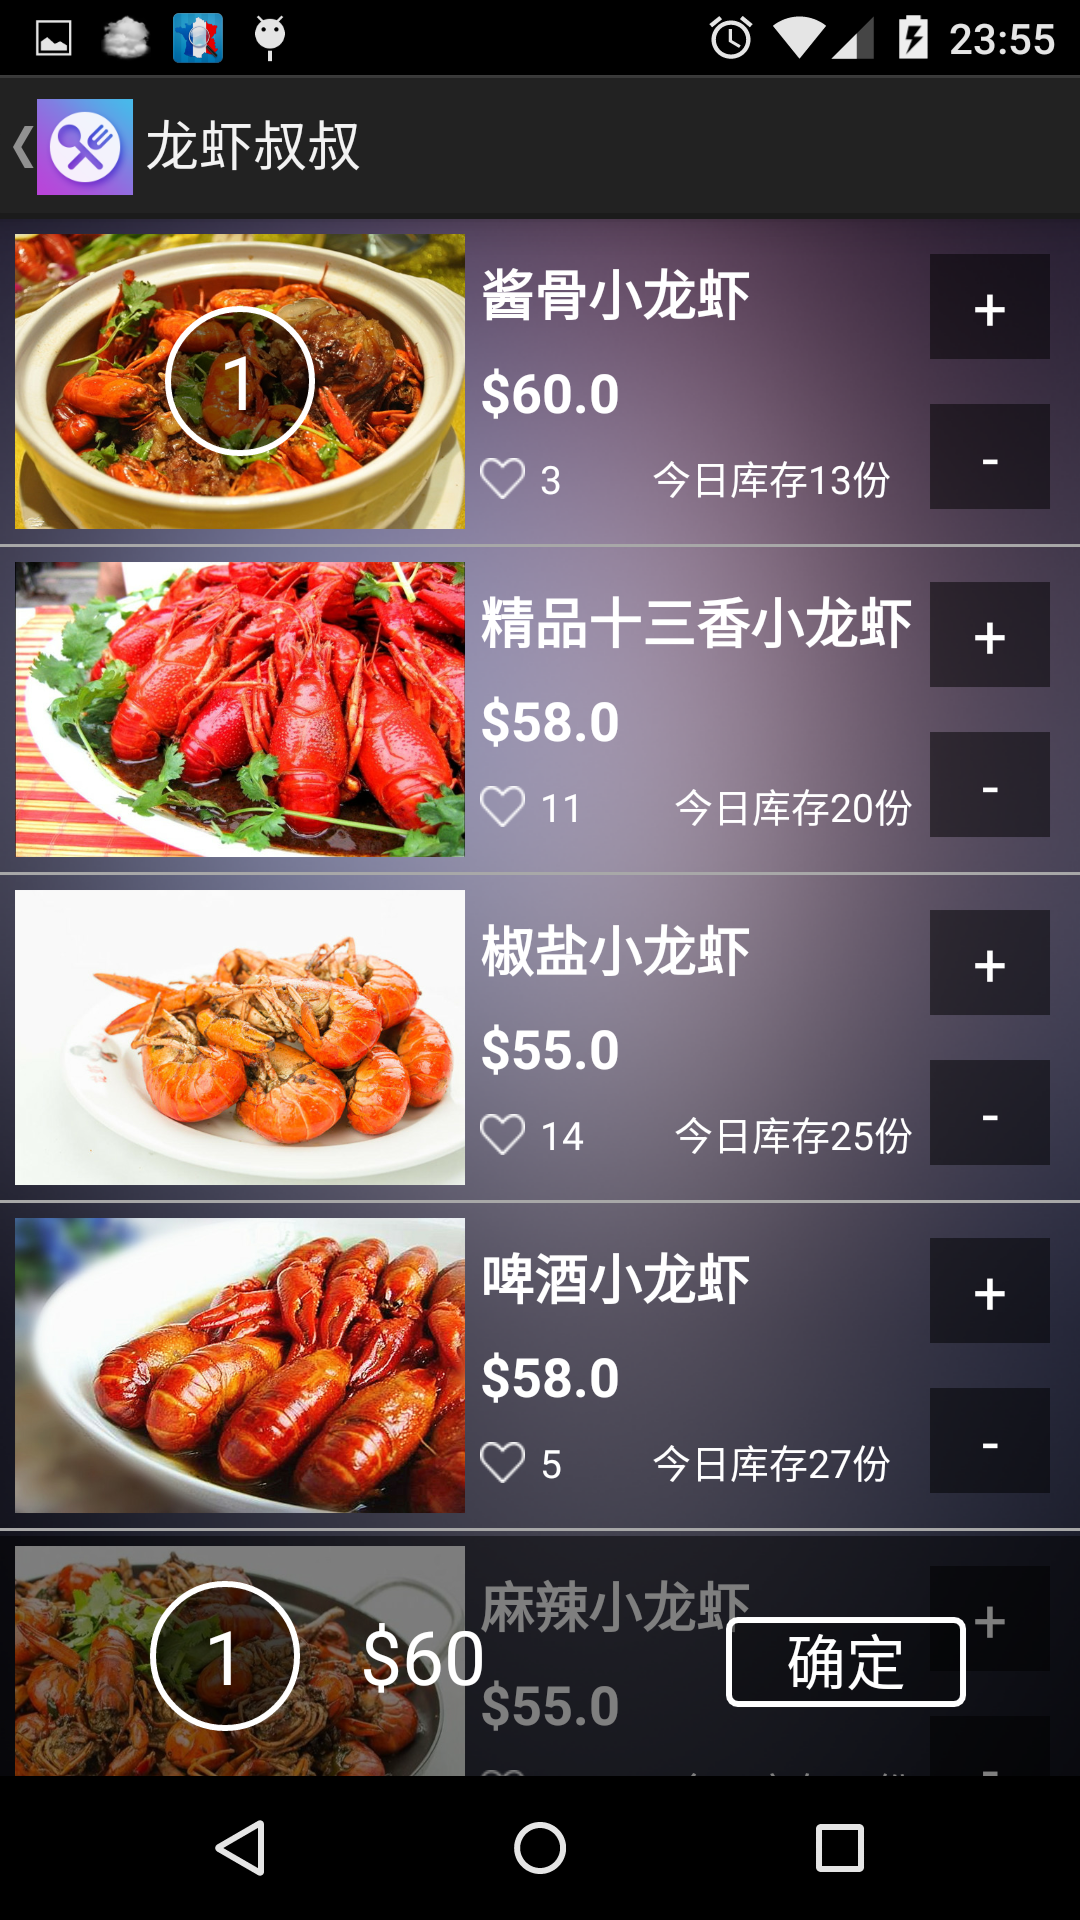 23:55
龙虾叔叔
酱骨小龙虾
+
1
$60.0
3 今日库存13份
-
精品十三香小龙虾
+
$58.0
11 今日库存20份
-
椒盐小龙虾
+
$55.0
14 今日库存25份
-
啤酒小龙虾
+
$58.0
5 今日库存27份
-
麻辣小龙虾
+
1 $60 确定
$55.0
-